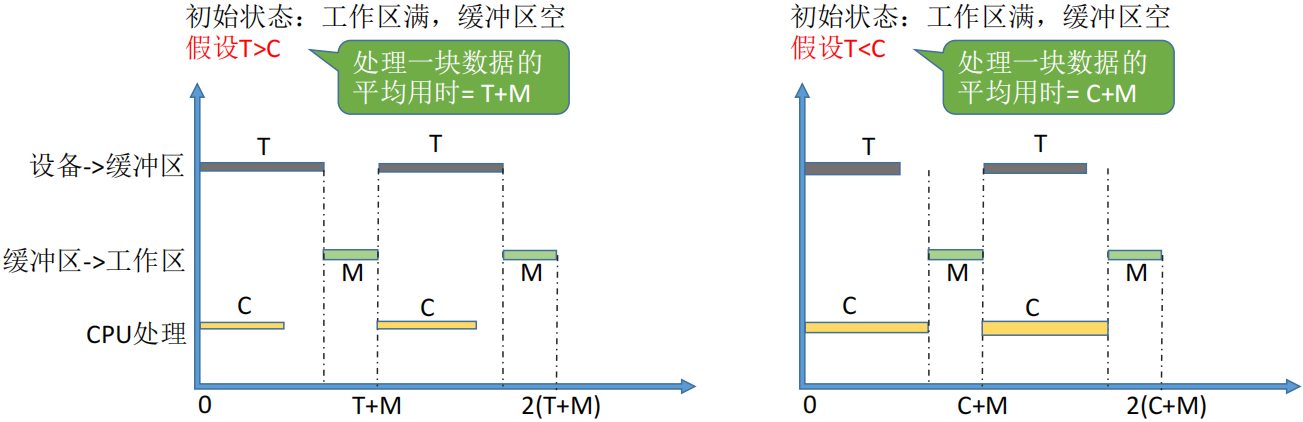 初始状态：工作区满，缓冲区空
假设T>C
处理一块数据的
平均用时= T+M
T
T
设备->缓冲区
缓冲区->工作区
M
M
C
C
CPU处理
0
T+M
2(T+M)
初始状态：工作区满，缓冲区空
假设T<C
处理一块数据的
平均用时= C+M
T
T
M
M
C
C
0
C+M
2(C+M)